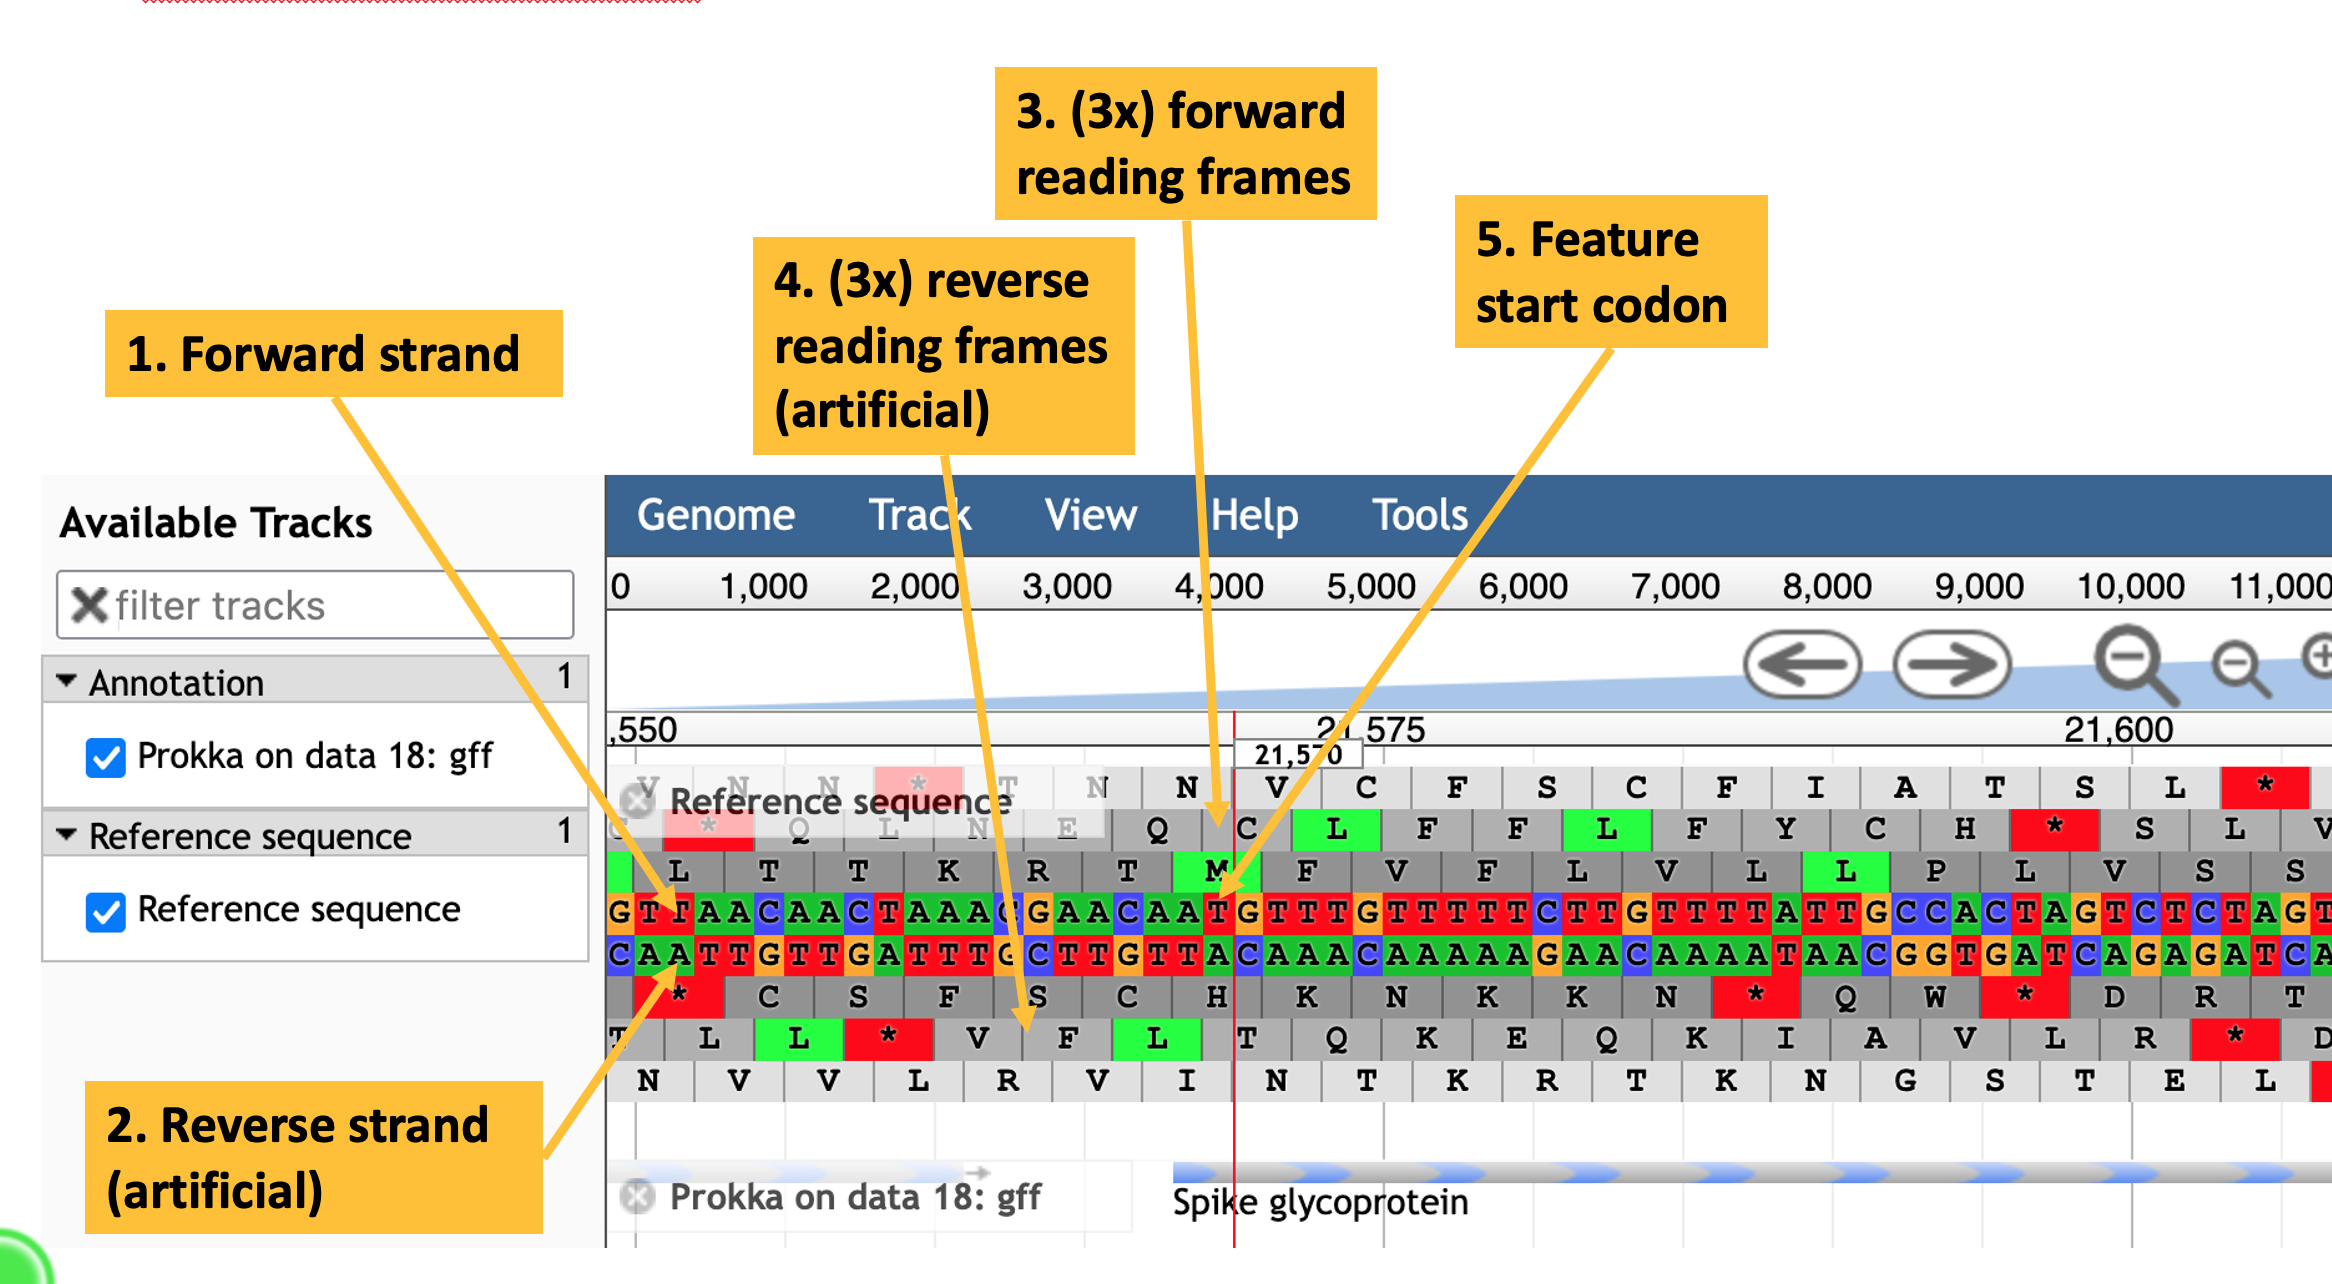 3. (3x) forward
reading frames
5. Feature
start codon
4. (3x) reverse
reading frames
(artificial)
1. Forward strand
Available Tracks
filter tracks
Annotation 1
Prokka on data 18: gff
Reference sequence 1
Reference sequence
2. Reverse strand
(artificial)
Genome Track View Help Tools
0 1,000 2,000 3,000 4,000 5,000 6,000 7,000 8,000 9,000 10,000 11,000
,550 21,575 21,600
21,570
V N N * T N N V C F S C F I A T S L *
Reference sequence
C * Q L N E Q C L F F L F Y C H * S L V
L T T K R T M F V F L V L L P L V S S
GTTAACAACTAAACGAACAATGTTTGTTTTTCTTGTTTTATTGCCACTAGTCTCTAGT
CAATTGTTGATTTGCTTGTTACAAACAAAAAGAACAAAATAACGGTGATCAGAGATCA
* C S F S C H K N K K N * Q W * D R T
T L L * V F L T Q K E Q K I A V L R * D
N V V L R V I N T K R T K N G S T E L
Prokka on data 18: gff
Spike glycoprotein